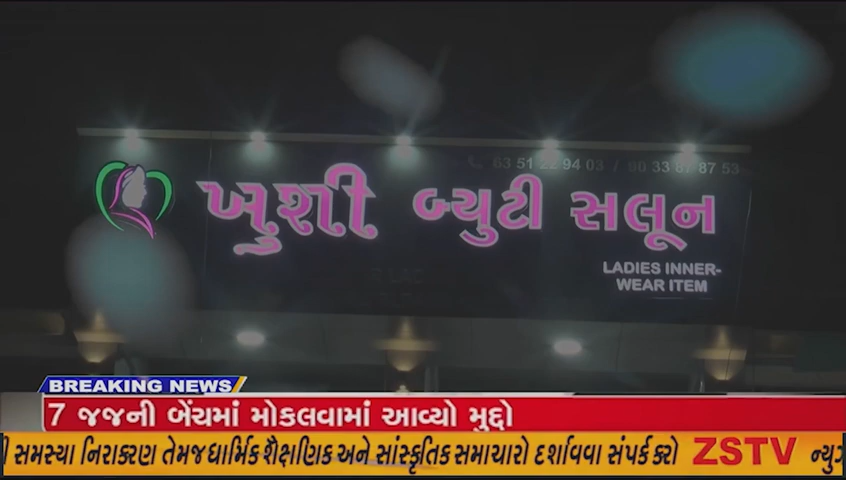 63 51 22 94 03 / 90 33 87 87 53
ખુશી બ્યુટી સલૂન
LADIES INNER-
WEAR ITEM
BREAKING NEWS
7 જજની બેંચમાં મોકલવામાં આવ્યો મુદ્દો
સમસ્યા નિરાકરણ તેમજ ધાર્મિક શૈક્ષણિક અને સાંસ્કૃતિક સમાચારો દર્શાવવા સંપર્ક કરો ZSTV